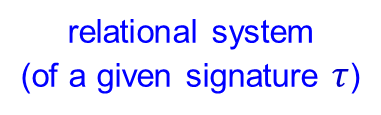 relational system
(of a given signature τ)